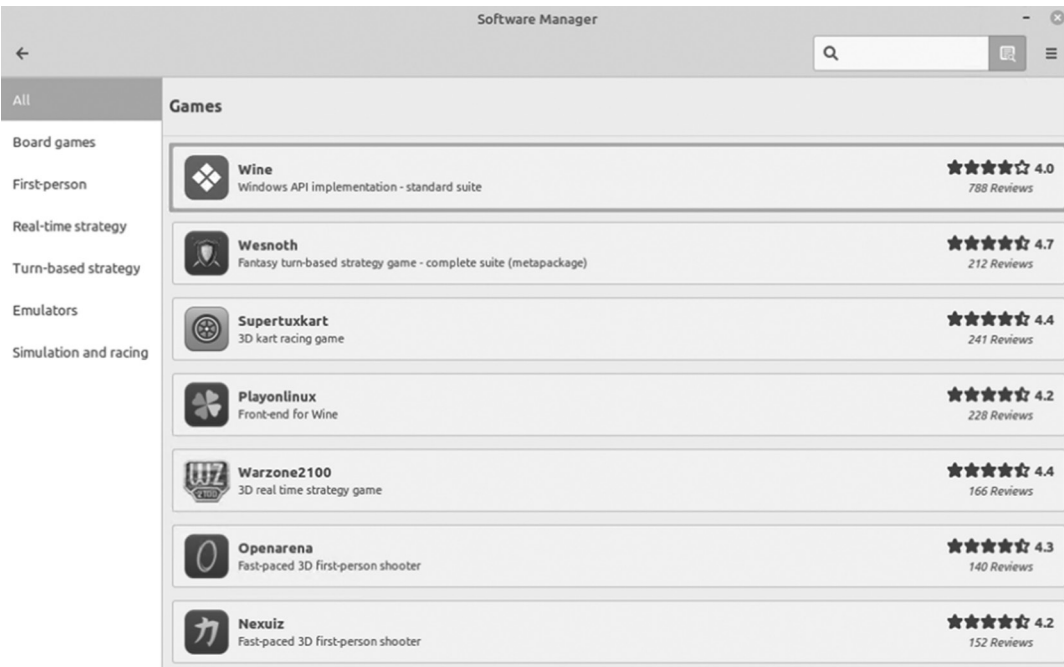 Software Manager
All
Board games
First-person
Real-time strategy
Turn-based strategy
Emulators
Simulation and racing
Games
Wine
Windows API implementation - standard suite
4.0
788 Reviews
Wesnoth
Fantasy turn-based strategy game - complete suite (metapackage)
4.7
212 Reviews
Supertuxkart
3D kart racing game
4.4
241 Reviews
Playonlinux
Front-end for Wine
4.2
228 Reviews
WZ
2100
Warzone2100
3D real time strategy game
4.4
166 Reviews
Openarena
Fast-paced 3D first-person shooter
4.3
140 Reviews
力
Nexuiz
Fast-paced 3D first-person shooter
4.2
152 Reviews